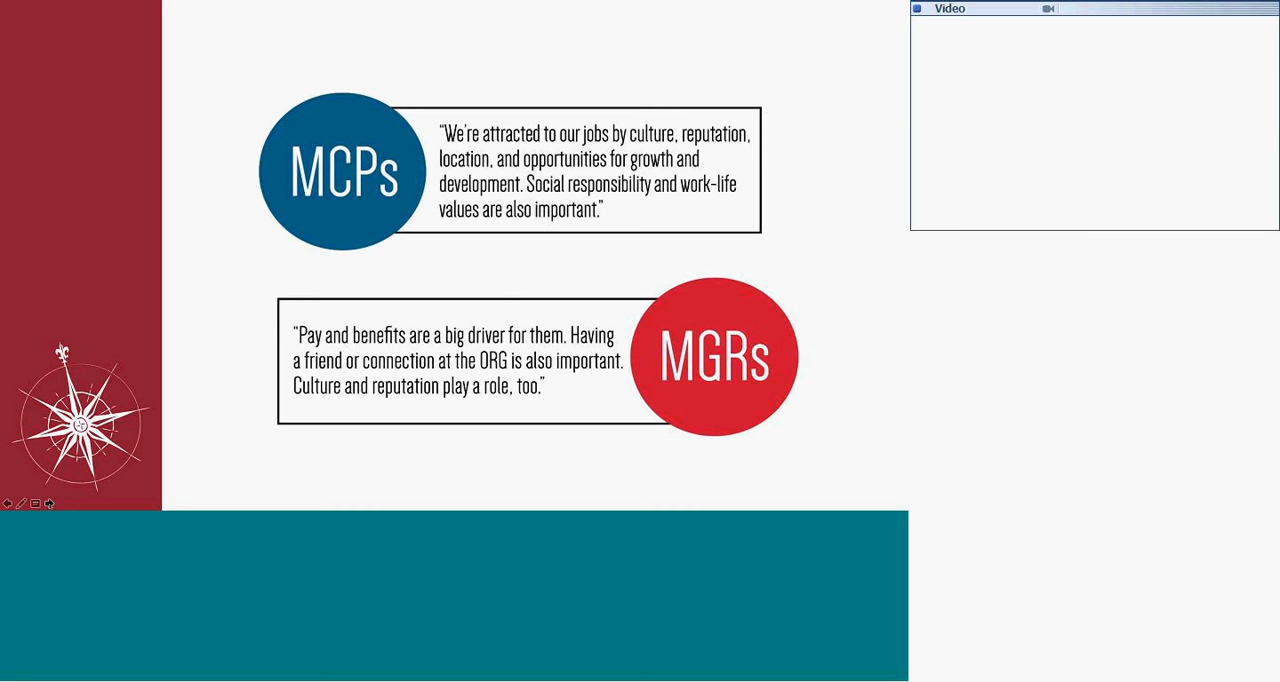 Video
MCPs
“We're attracted to our jobs by culture, reputation,
location, and opportunities for growth and
development. Social responsibility and work-life
values are also important.”
“Pay and benefits are a big driver for them. Having
a friend or connection at the ORG is also important.
Culture and reputation play a role, too.”
MGRs